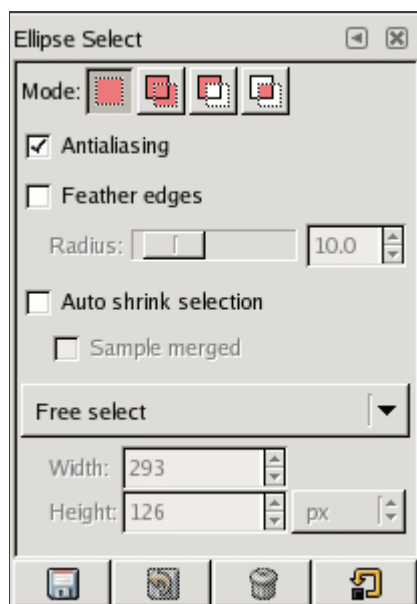 Ellipse Select
Mode:
Antialiasing
Feather edges
Radius: 10.0
Auto shrink selection
Sample merged
Free select
Width: 293
Height: 126 px